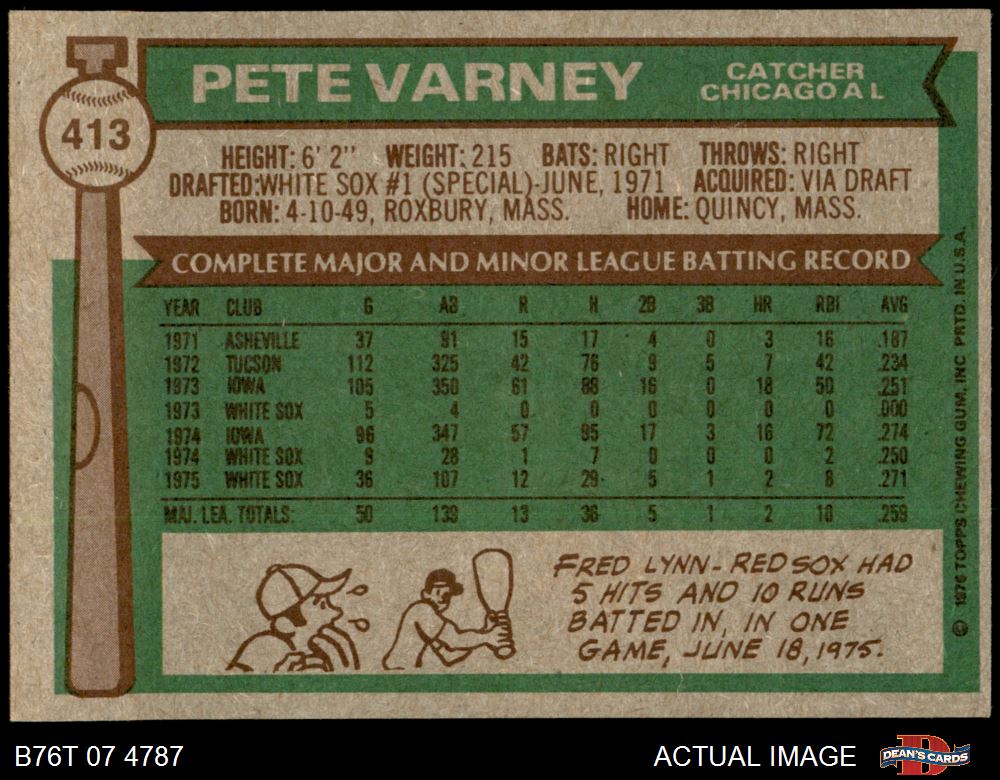 413
PETE VARNEY
CATCHER
CHICAGO A L
HEIGHT: 6' 2" WEIGHT: 215 BATS: RIGHT THROWS: RIGHT
DRAFTED: WHITE SOX #1 (SPECIAL)-JUNE, 1971 ACQUIRED: VIA DRAFT
BORN: 4-10-49, ROXBURY, MASS. HOME: QUINCY, MASS.
COMPLETE MAJOR AND MINOR LEAGUE BATTING RECORD
YEAR CLUB G AB R H 2B 3B HR RBI AVG
1971 ASHEVILLE 37 91 15 17 4 0 3 16 .187
1972 TUCSON 112 325 42 76 9 5 7 42 .234
1973 IOWA 105 350 61 88 16 0 18 50 .251
1973 WHITE SOX 5 4 0 0 0 0 0 0 .000
1974 IOWA 96 347 57 95 17 3 16 72 .274
1974 WHITE SOX 9 28 1 7 0 0 0 2 .250
1975 WHITE SOX 36 107 12 29 5 1 2 8 .271
MAJ. LEA. TOTALS: 50 139 13 36 5 1 2 10 .259
FRED LYNN-RED SOX HAD
5 HITS AND 10 RUNS
BATTED IN, IN ONE
GAME, JUNE 18, 1975.
© 1976 TOPPS CHEWING GUM, INC PRTD. IN U.S.A.
B76T 07 4787
ACTUAL IMAGE
DEAN'S CARDS